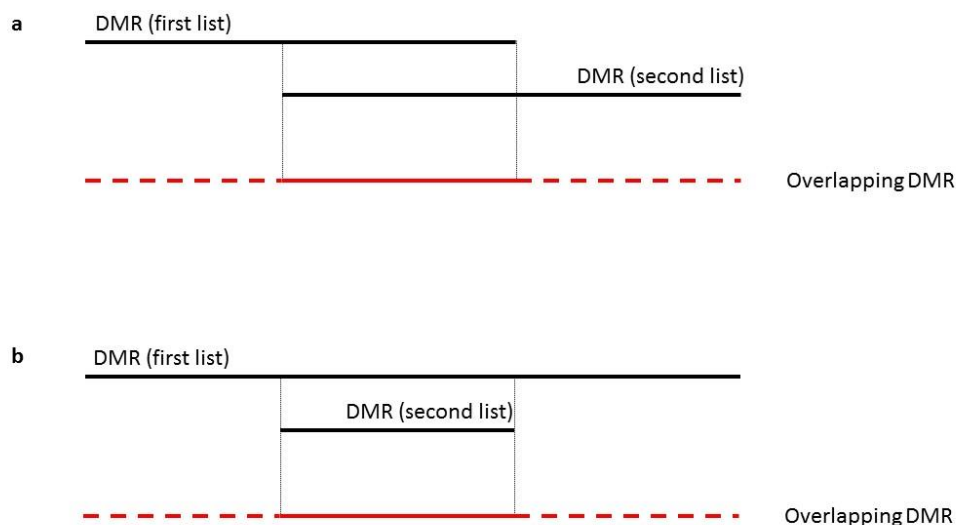 a
DMR (first list)
DMR (second list)
Overlapping DMR
b
DMR (first list)
DMR (second list)
Overlapping DMR